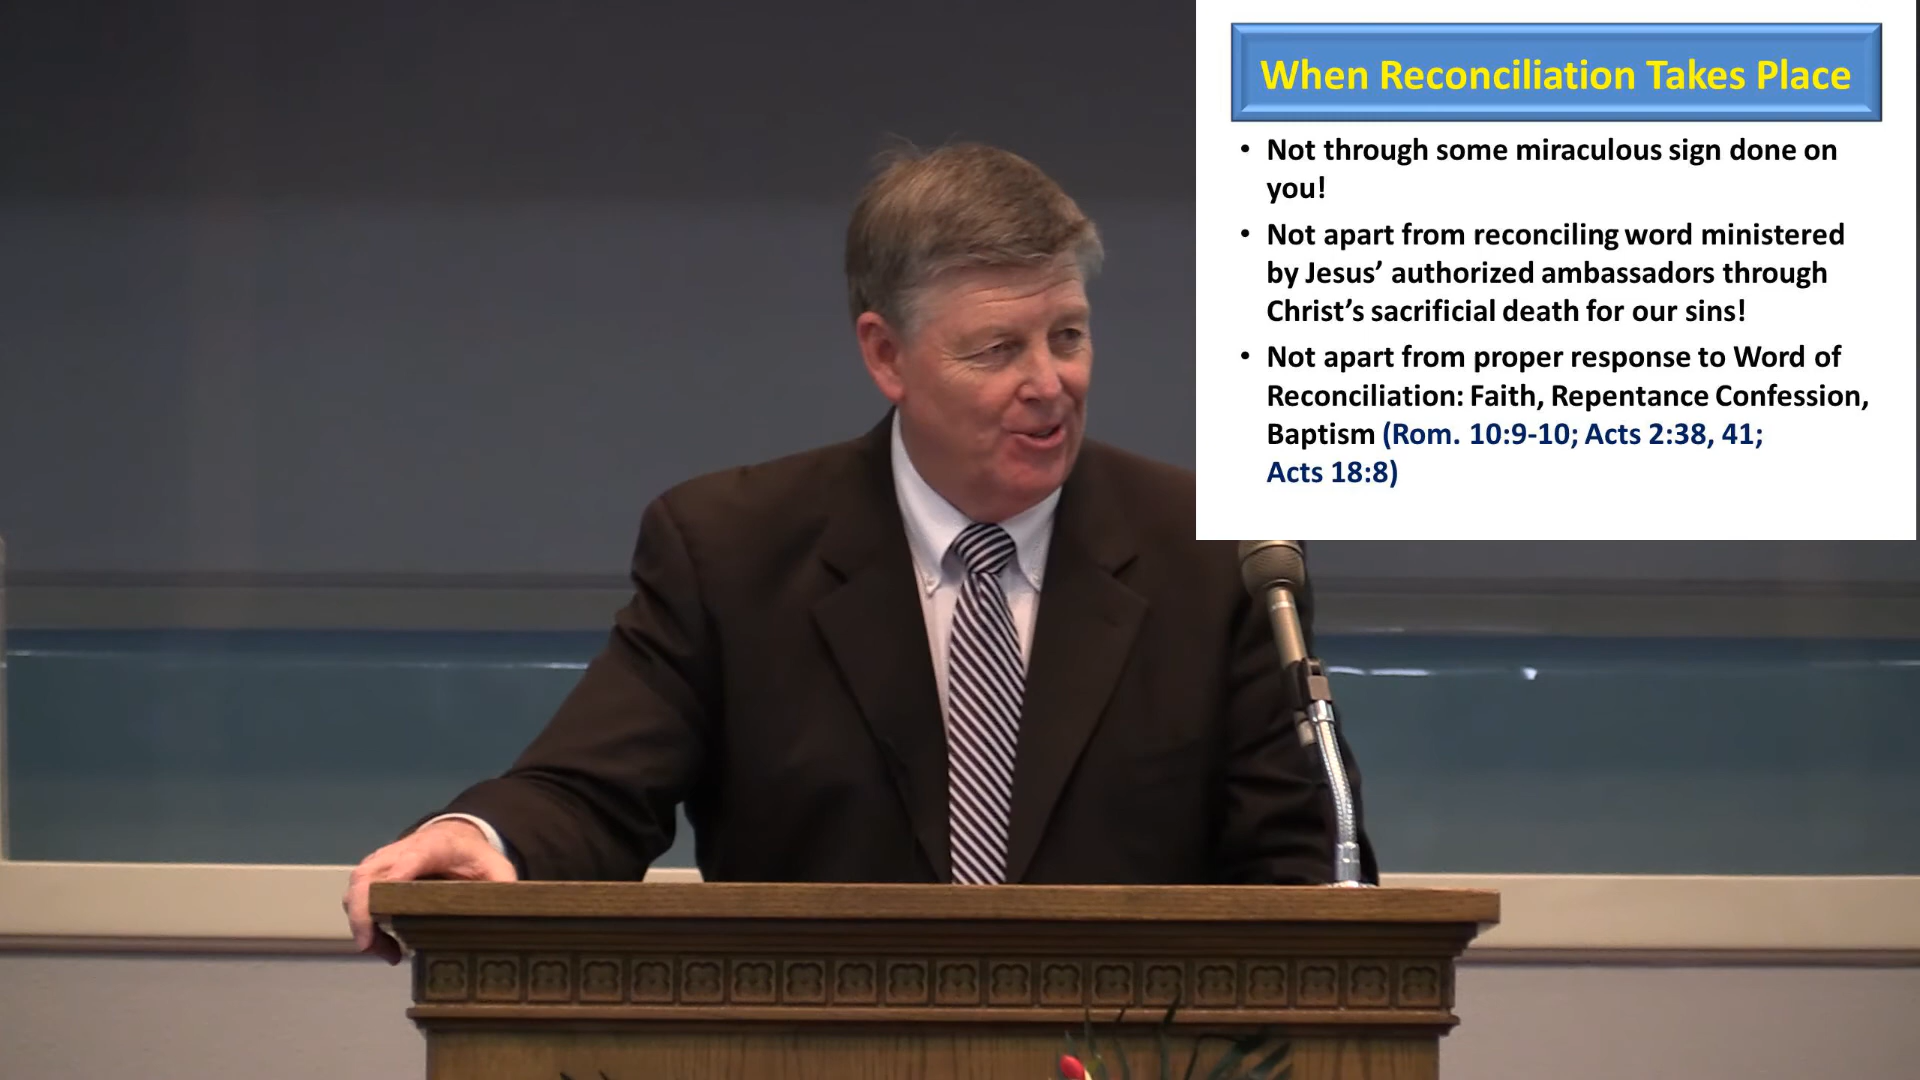 When Reconciliation Takes Place
• Not through some miraculous sign done on
you!
• Not apart from reconciling word ministered
by Jesus’ authorized ambassadors through
Christ’s sacrificial death for our sins!
• Not apart from proper response to Word of
Reconciliation: Faith, Repentance Confession,
Baptism (Rom. 10:9-10; Acts 2:38, 41;
Acts 18:8)